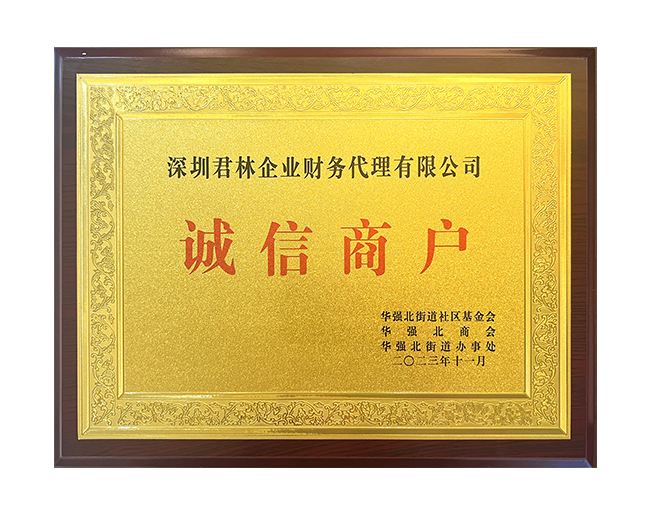 深圳君林企业财务代理有限公司
诚信商户
华强北街道社区基金会
华强北商会
华强北街道办事处
二〇二三年十一月